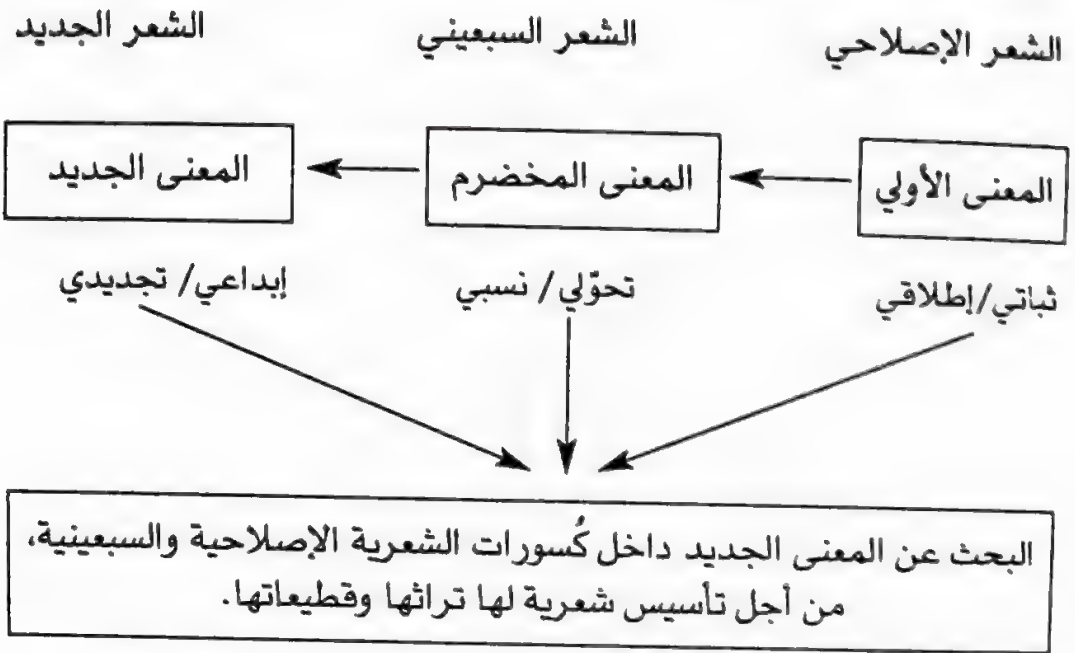 الشعر الإصلاحي
الشعر السبعيني
الشعر الجديد
المعنى الأولي
المعنى المخضرم
المعنى الجديد
ثباتي/إطلاقي
تحوّلي/ نسبي
إبداعي/ تجديدي
البحث عن المعنى الجديد داخل كُسورات الشعرية الإصلاحية والسبعينية،
من أجل تأسيس شعرية لها تراثها وقطيعاتها.